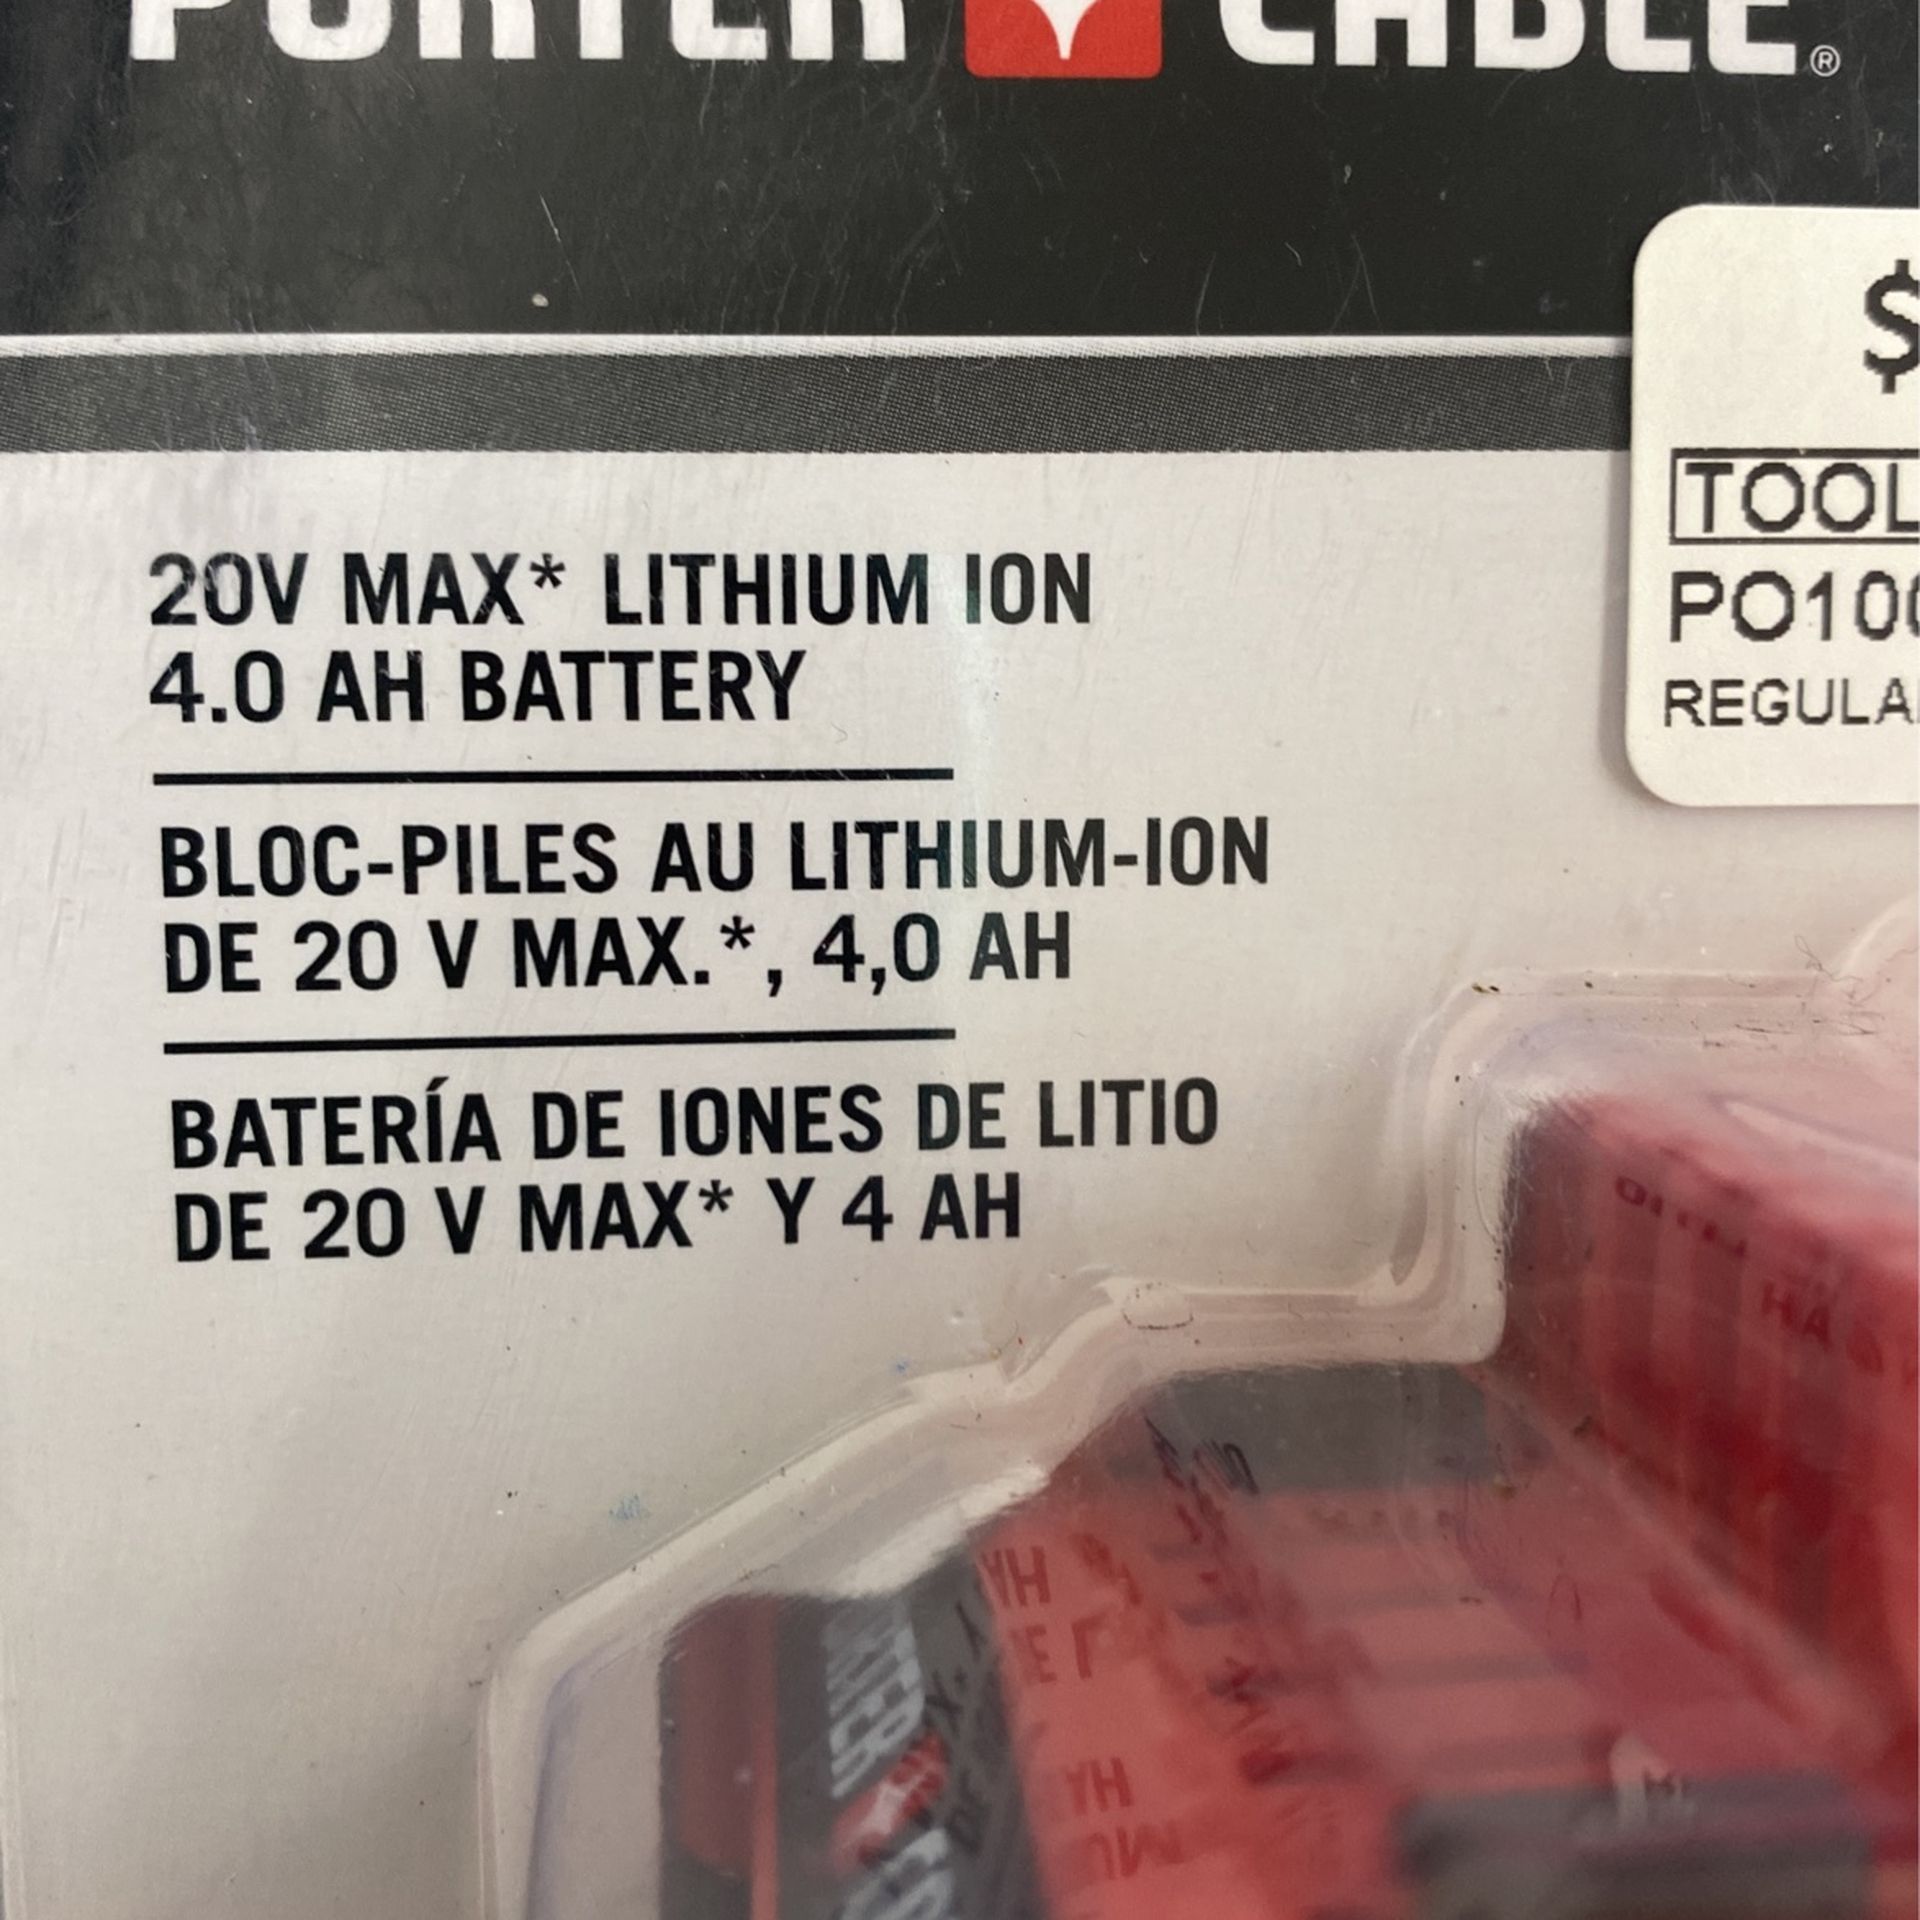 PORTER CABLE®
$
TOOL
PO100
REGULAR
20V MAX* LITHIUM ION
4.0 AH BATTERY
BLOC-PILES AU LITHIUM-ION
DE 20 V MAX.*, 4,0 AH
BATERÍA DE IONES DE LITIO
DE 20 V MAX* Y 4 AH